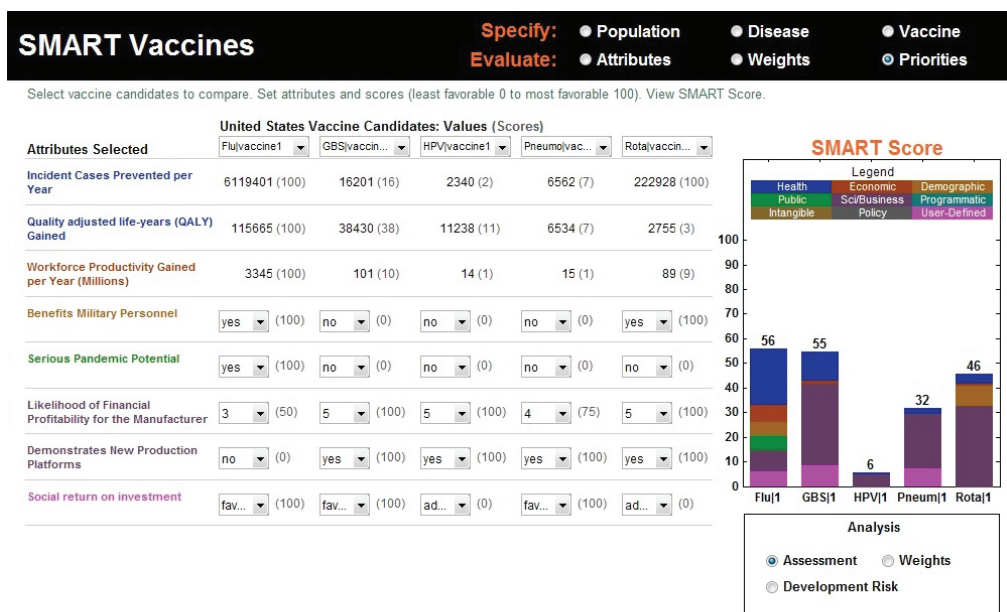 SMART Vaccines
Specify: Population Disease Vaccine
Evaluate: Attributes Weights Priorities
Select vaccine candidates to compare. Set attributes and scores (least favorable 0 to most favorable 100). View SMART Score.
United States Vaccine Candidates: Values (Scores)
Attributes Selected Flu|vaccine1 GBS|vaccin... HPV|vaccine1 Pneumo|vac... Rota|vaccin...
Incident Cases Prevented per
Year
6119401 (100) 16201 (16) 2340 (2) 6562 (7) 222928 (100)
Quality adjusted life-years (QALY)
Gained
115665 (100) 38430 (38) 11238 (11) 6534 (7) 2755 (3)
Workforce Productivity Gained
per Year (Millions)
3345 (100) 101 (10) 14 (1) 15 (1) 89 (9)
Benefits Military Personnel
yes (100) no (0) no (0) no (0) yes (100)
Serious Pandemic Potential
yes (100) no (0) no (0) no (0) no (0)
Likelihood of Financial
Profitability for the Manufacturer
3 (50) 5 (100) 5 (100) 4 (75) 5 (100)
Demonstrates New Production
Platforms
no (0) yes (100) yes (100) yes (100) yes (100)
Social return on investment
fav... (100) fav... (100) ad... (0) fav... (100) ad... (0)
SMART Score
Legend
Health Economic Demographic
Public Sci/Business Programmatic
Intangible Policy User-Defined
100
90
80
70
60
50
40
30
20
10
0
56 55 6 32 46
Flu|1 GBS|1 HPV|1 Pneum|1 Rota|1
Analysis
Assessment Weights
Development Risk